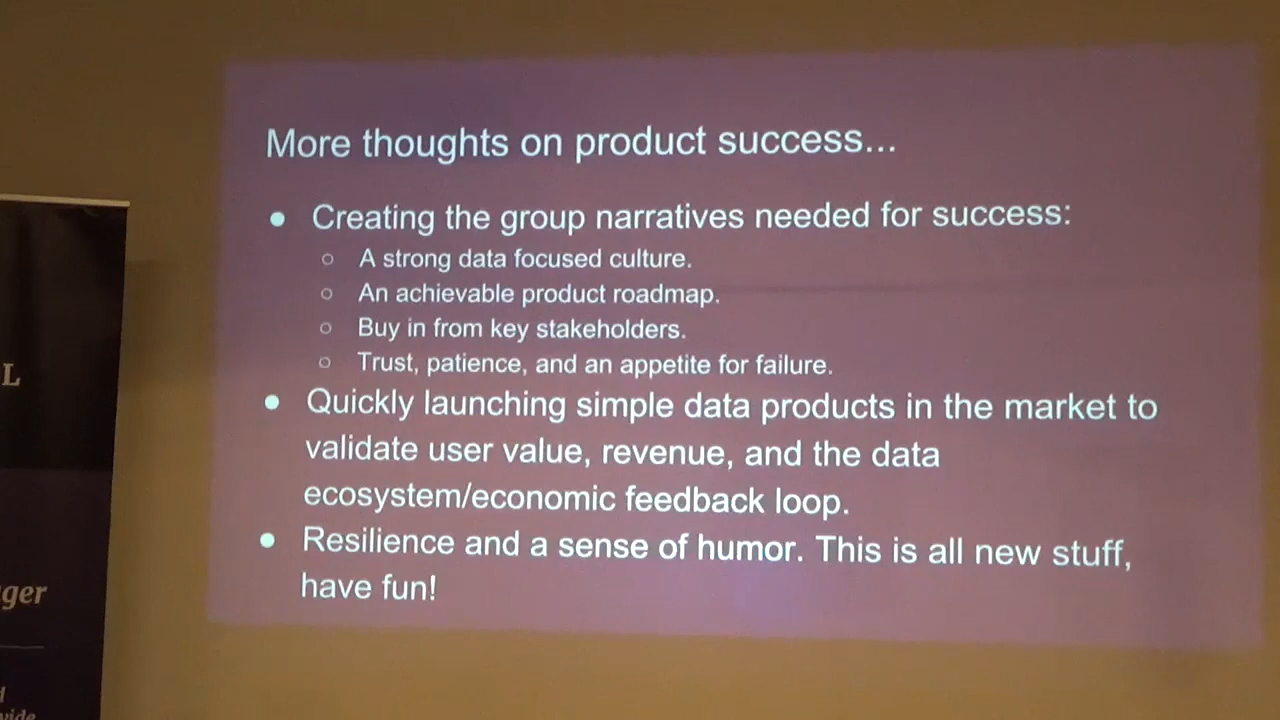 More thoughts on product success...
● Creating the group narratives needed for success:
○ A strong data focused culture.
○ An achievable product roadmap.
○ Buy in from key stakeholders.
○ Trust, patience, and an appetite for failure.
● Quickly launching simple data products in the market to
validate user value, revenue, and the data
ecosystem/economic feedback loop.
● Resilience and a sense of humor. This is all new stuff,
have fun!
L